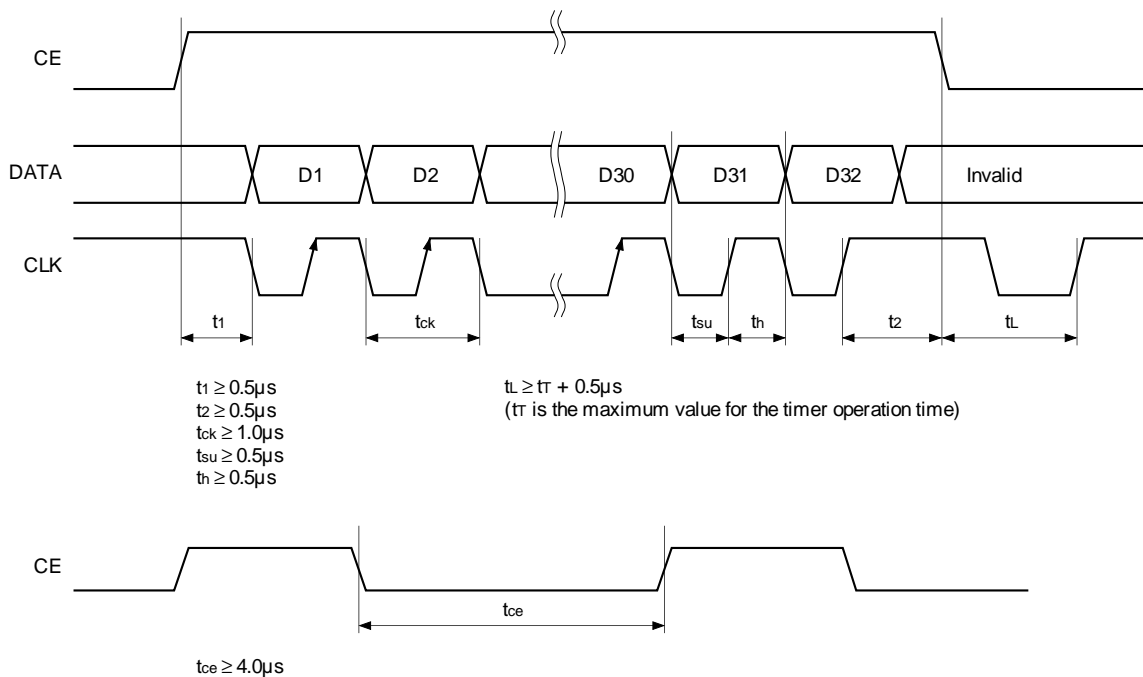 CE
DATA D1 D2 D30 D31 D32 Invalid
CLK
t1 tck tsu th t2 tL
t1 ≥ 0.5µs
t2 ≥ 0.5µs
tck ≥ 1.0µs
tsu ≥ 0.5µs
th ≥ 0.5µs
tL ≥ tT + 0.5µs
(tT is the maximum value for the timer operation time)
CE
tce
tce ≥ 4.0µs